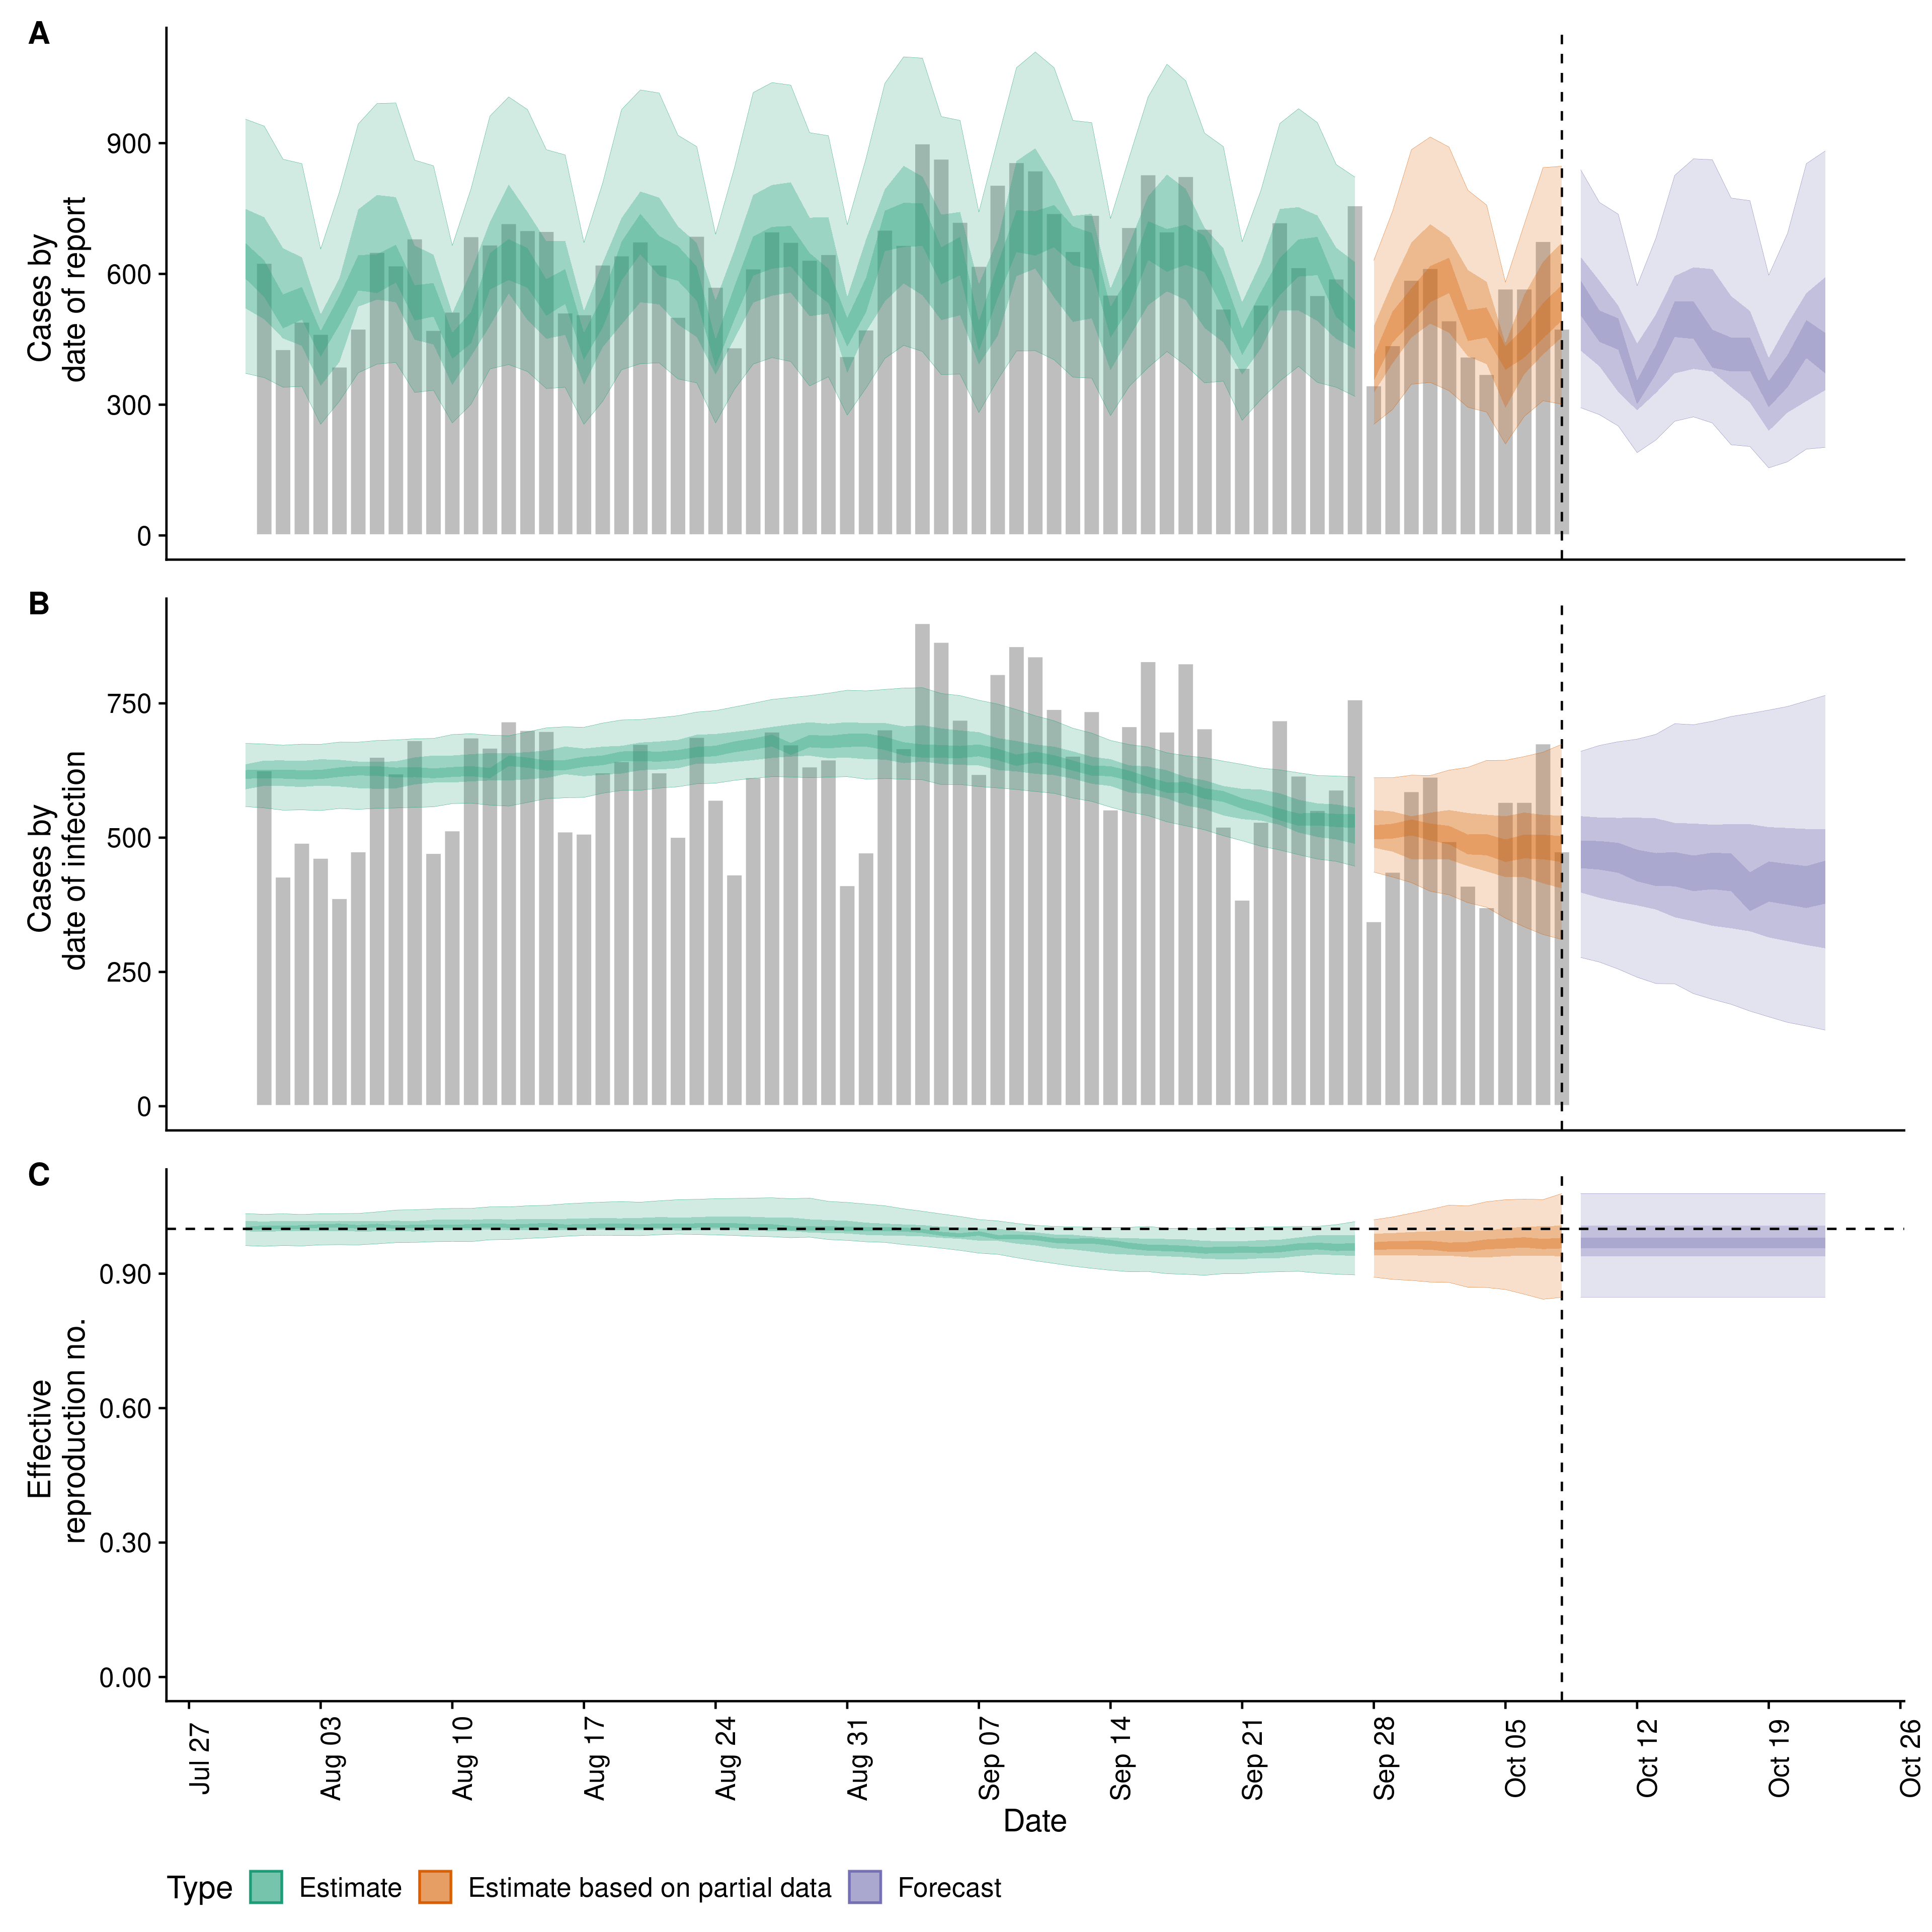 A
Cases by
date of report
900
600
300
0
B
Cases by
date of infection
750
500
250
0
C
Effective
reproduction no.
0.90
0.60
0.30
0.00
Jul 27
Aug 03
Aug 10
Aug 17
Aug 24
Aug 31
Sep 07
Sep 14
Sep 21
Sep 28
Oct 05
Oct 12
Oct 19
Oct 26
Date
Type Estimate Estimate based on partial data Forecast